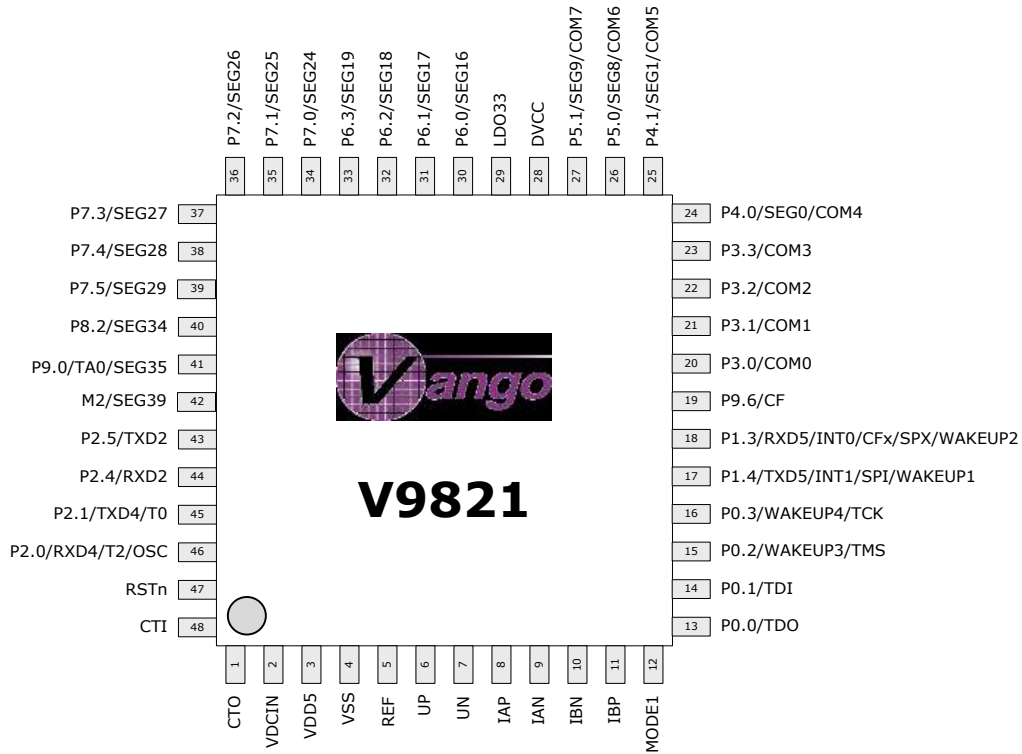 P7.2/SEG26
P7.1/SEG25
P7.0/SEG24
P6.3/SEG19
P6.2/SEG18
P6.1/SEG17
P6.0/SEG16
LDO33
DVCC
P5.1/SEG9/COM7
P5.0/SEG8/COM6
P4.1/SEG1/COM5
36
35
34
33
32
31
30
29
28
27
26
25
P7.3/SEG27 37
P7.4/SEG28 38
P7.5/SEG29 39
P8.2/SEG34 40
P9.0/TA0/SEG35 41
M2/SEG39 42
P2.5/TXD2 43
P2.4/RXD2 44
P2.1/TXD4/T0 45
P2.0/RXD4/T2/OSC 46
RSTn 47
CTI 48
Vango
V9821
24 P4.0/SEG0/COM4
23 P3.3/COM3
22 P3.2/COM2
21 P3.1/COM1
20 P3.0/COM0
19 P9.6/CF
18 P1.3/RXD5/INT0/CFx/SPX/WAKEUP2
17 P1.4/TXD5/INT1/SPI/WAKEUP1
16 P0.3/WAKEUP4/TCK
15 P0.2/WAKEUP3/TMS
14 P0.1/TDI
13 P0.0/TDO
1
2
3
4
5
6
7
8
9
10
11
12
CTO
VDCIN
VDD5
VSS
REF
UP
UN
IAP
IAN
IBN
IBP
MODE1